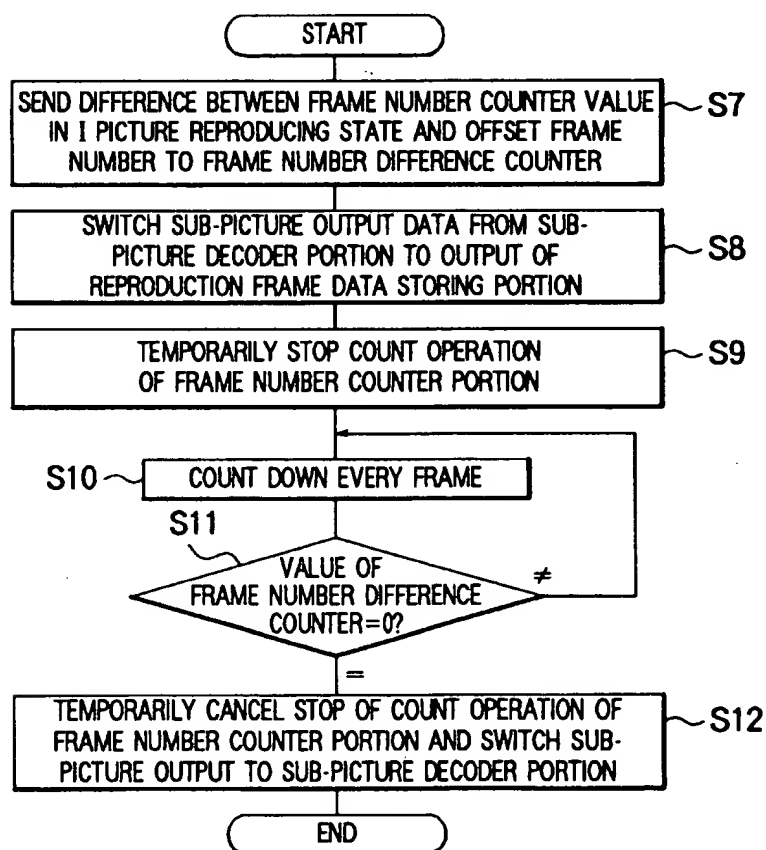 START
SEND DIFFERENCE BETWEEN FRAME NUMBER COUNTER VALUE
IN I PICTURE REPRODUCING STATE AND OFFSET FRAME
NUMBER TO FRAME NUMBER DIFFERENCE COUNTER
S7
SWITCH SUB-PICTURE OUTPUT DATA FROM SUB-
PICTURE DECODER PORTION TO OUTPUT OF
REPRODUCTION FRAME DATA STORING PORTION
S8
TEMPORARILY STOP COUNT OPERATION
OF FRAME NUMBER COUNTER PORTION
S9
S10
COUNT DOWN EVERY FRAME
S11
VALUE OF
FRAME NUMBER DIFFERENCE
COUNTER=0?
≠
=
TEMPORARILY CANCEL STOP OF COUNT OPERATION OF
FRAME NUMBER COUNTER PORTION AND SWITCH SUB-
PICTURE OUTPUT TO SUB-PICTURE DECODER PORTION
S12
END